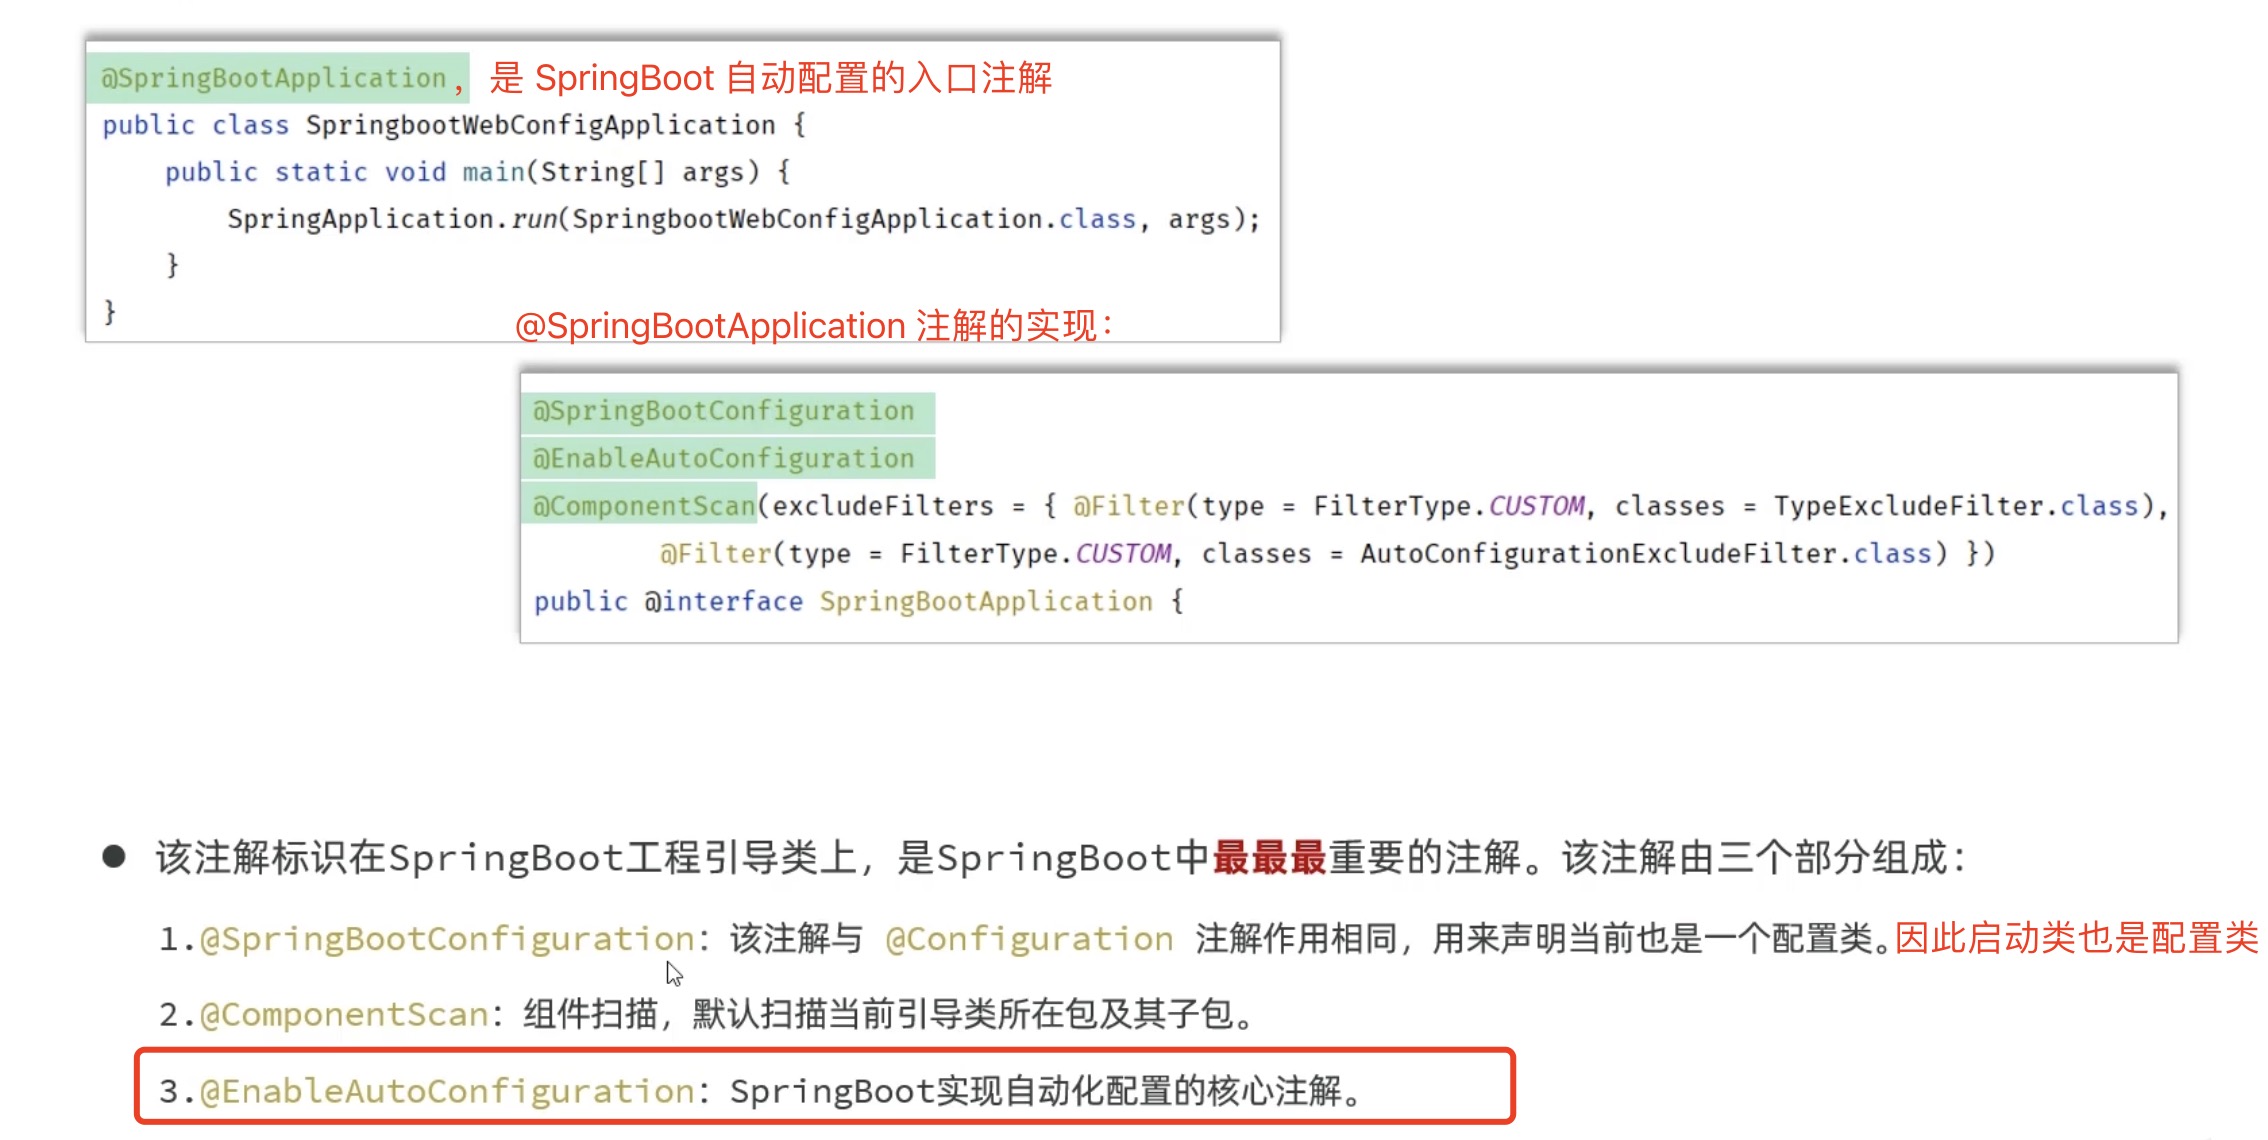 @SpringBootApplication，是 SpringBoot 自动配置的入口注解
public class SpringbootWebConfigApplication {
public static void main(String[] args) {
SpringApplication.run(SpringbootWebConfigApplication.class, args);
}
}
@SpringBootApplication 注解的实现：
@SpringBootConfiguration
@EnableAutoConfiguration
@ComponentScan(excludeFilters = { @Filter(type = FilterType.CUSTOM, classes = TypeExcludeFilter.class),
@Filter(type = FilterType.CUSTOM, classes = AutoConfigurationExcludeFilter.class) })
public @interface SpringBootApplication {
● 该注解标识在SpringBoot工程引导类上，是SpringBoot中最最最重要的注解。该注解由三个部分组成：
1.@SpringBootConfiguration：该注解与 @Configuration 注解作用相同，用来声明当前也是一个配置类。因此启动类也是配置类
2.@ComponentScan：组件扫描，默认扫描当前引导类所在包及其子包。
3.@EnableAutoConfiguration：SpringBoot实现自动化配置的核心注解。